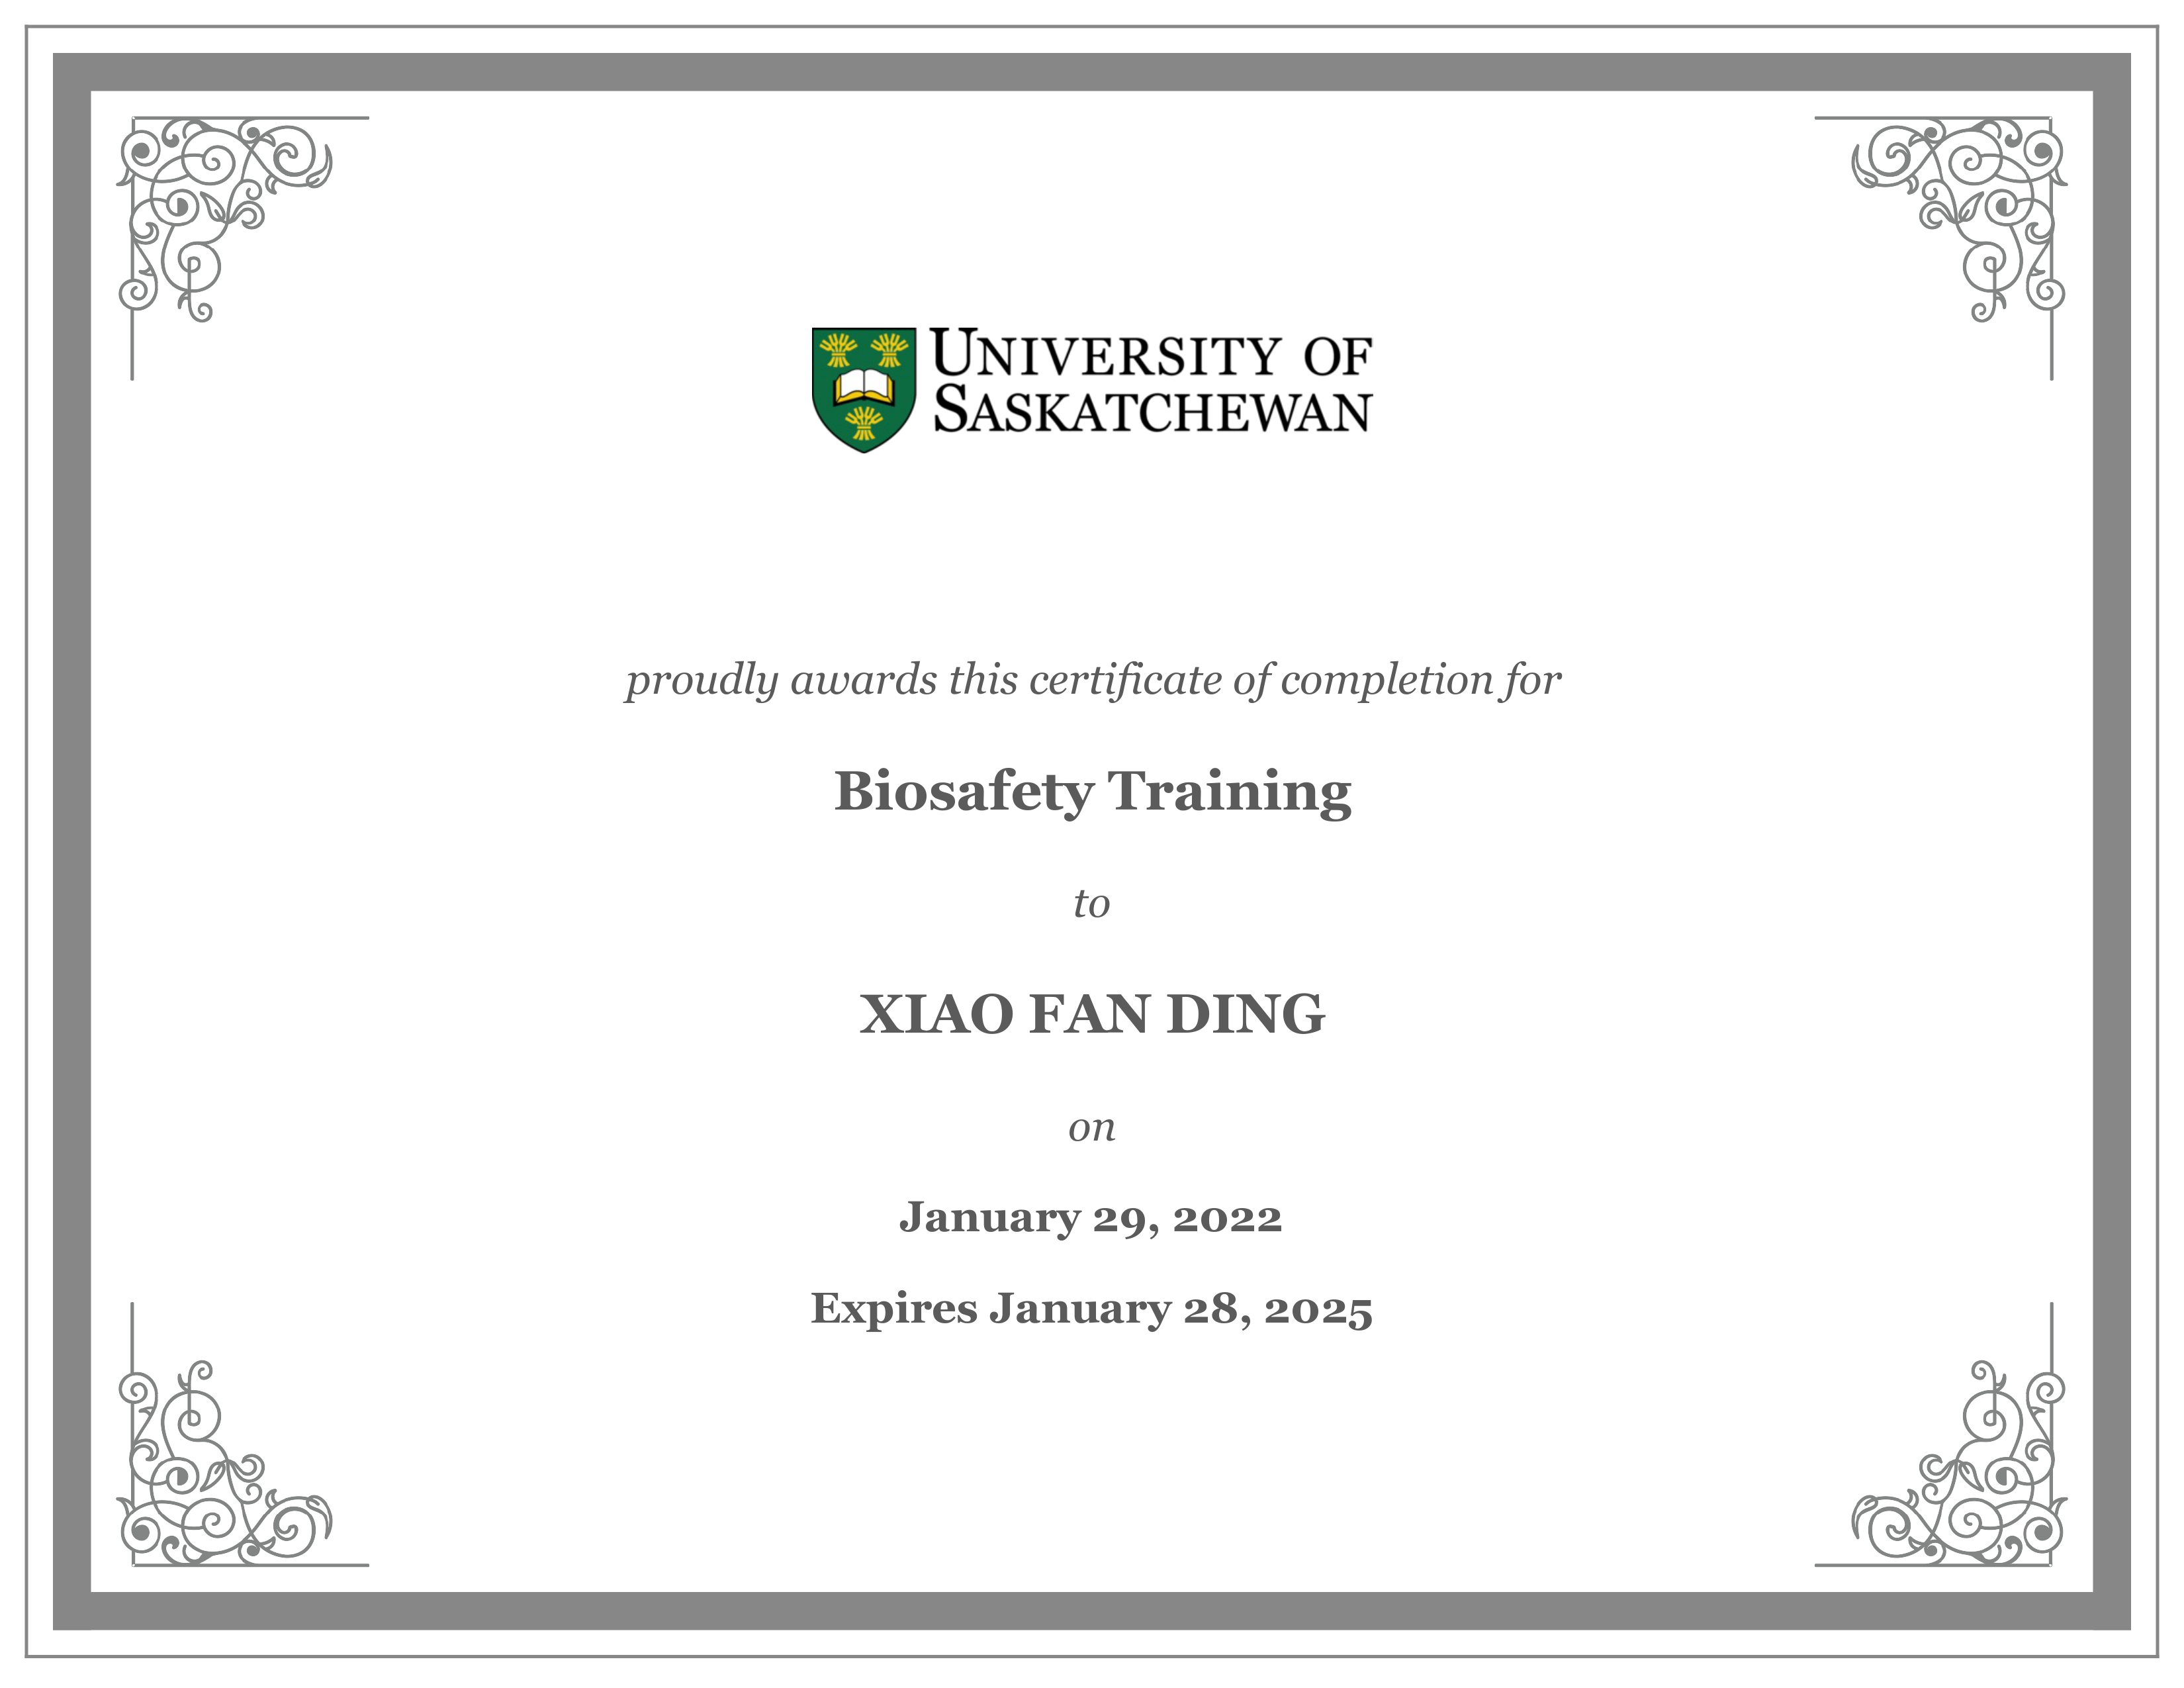 UNIVERSITY OF
SASKATCHEWAN
proudly awards this certificate of completion for
Biosafety Training
to
XIAO FAN DING
on
January 29, 2022
Expires January 28, 2025